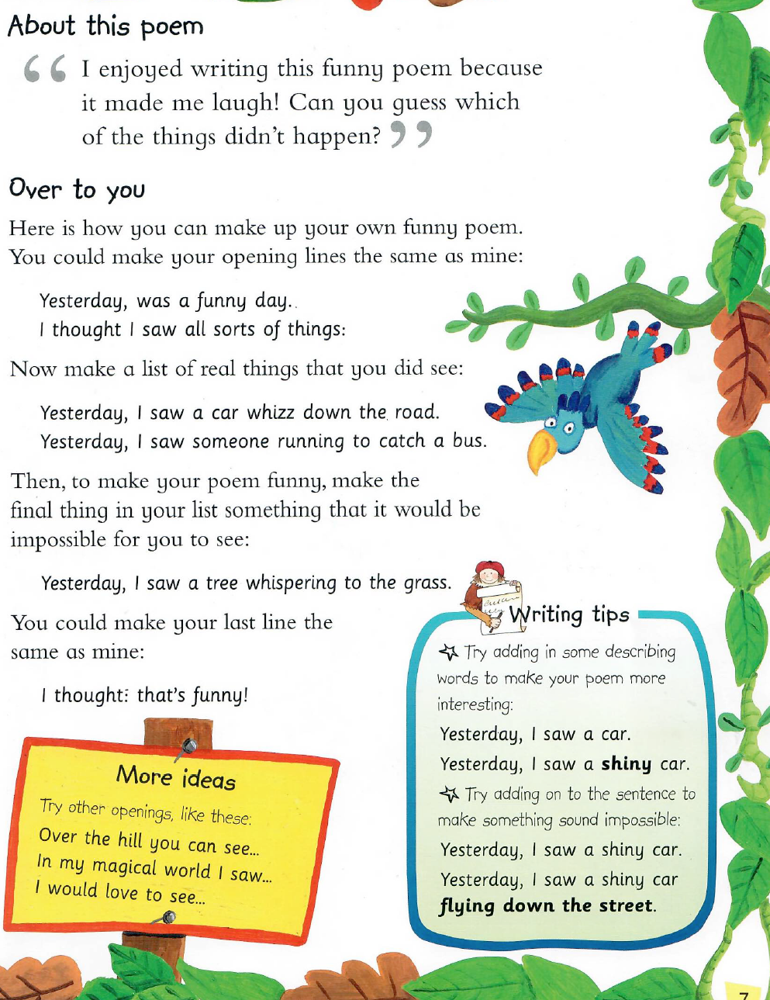 About this poem
“ I enjoyed writing this funny poem because
it made me laugh! Can you guess which
of the things didn't happen? ”
Over to you
Here is how you can make up your own funny poem.
You could make your opening lines the same as mine:
Yesterday, was a funny day..
I thought I saw all sorts of things:
Now make a list of real things that you did see:
Yesterday, I saw a car whizz down the road.
Yesterday, I saw someone running to catch a bus.
Then, to make your poem funny, make the
final thing in your list something that it would be
impossible for you to see:
Yesterday, I saw a tree whispering to the grass.
You could make your last line the
same as mine:
I thought: that's funny!
More ideas
Try other openings, like these:
Over the hill you can see...
In my magical world I saw...
I would love to see...
Writing tips
☆ Try adding in some describing
words to make your poem more
interesting:
Yesterday, I saw a car.
Yesterday, I saw a shiny car.
☆ Try adding on to the sentence to
make something sound impossible:
Yesterday, I saw a shiny car.
Yesterday, I saw a shiny car
flying down the street.
7